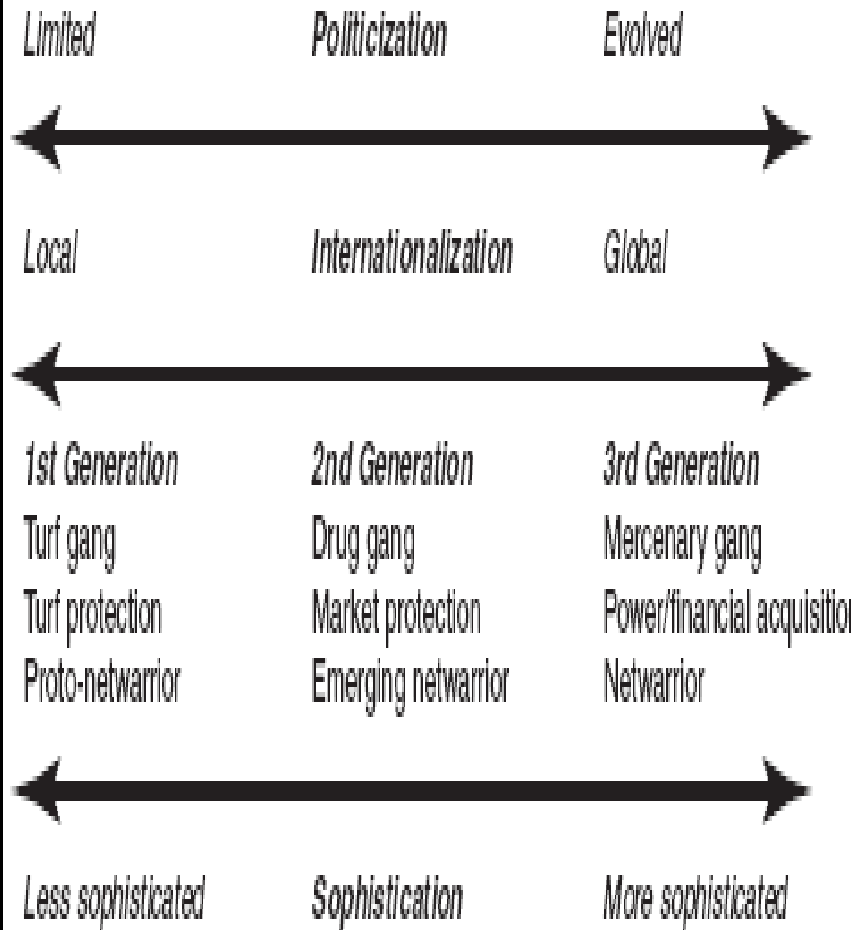 Limited Politicization Evolved
Local Internationalization Global
1st Generation 2nd Generation 3rd Generation
Turf gang Drug gang Mercenary gang
Turf protection Market protection Power/financial acquisition
Proto-netwarrior Emerging netwarrior Netwarrior
Less sophisticated Sophistication More sophisticated